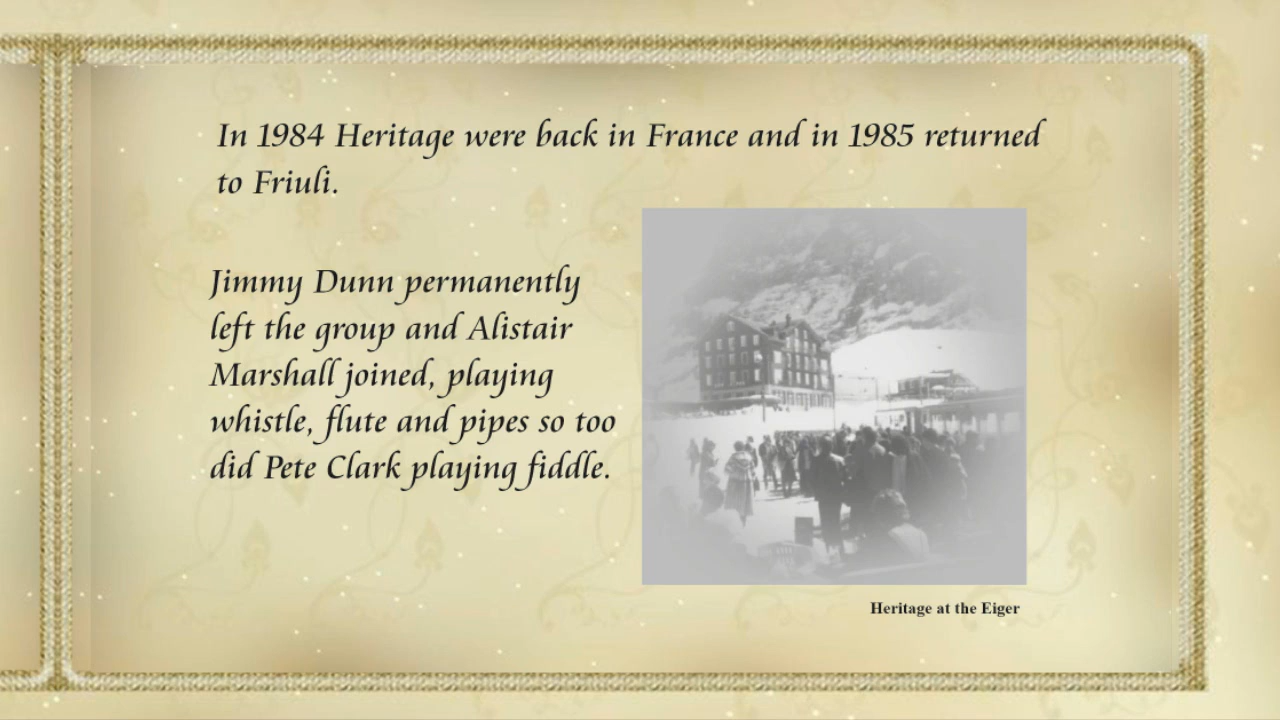 In 1984 Heritage were back in France and in 1985 returned
to Friuli.
Jimmy Dunn permanently
left the group and Alistair
Marshall joined, playing
whistle, flute and pipes so too
did Pete Clark playing fiddle.
Heritage at the Eiger